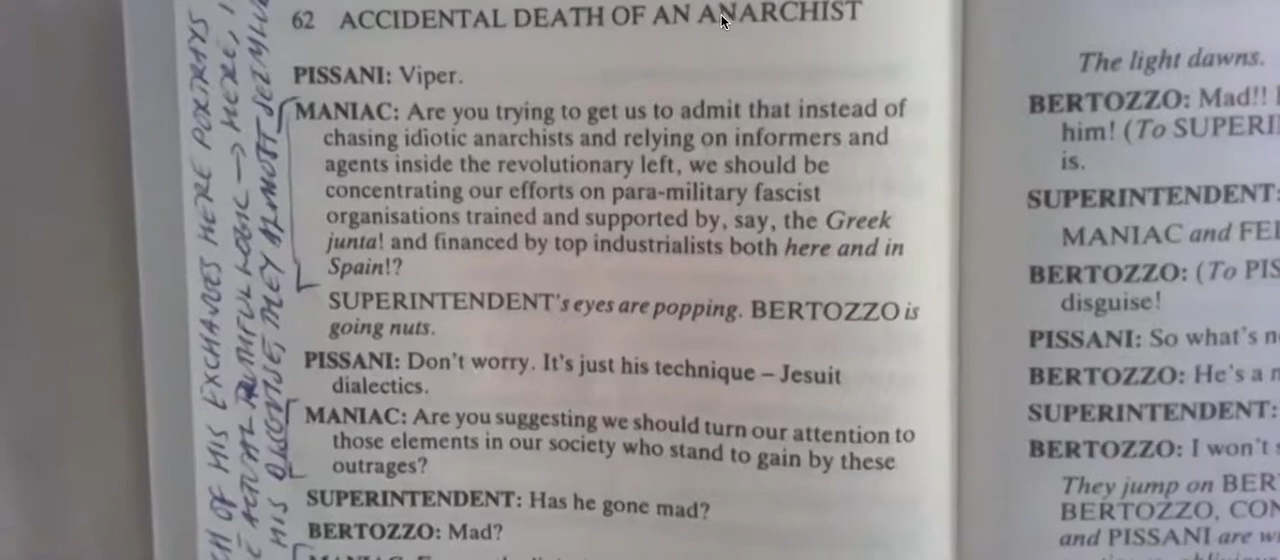 62 ACCIDENTAL DEATH OF AN ANARCHIST
PISSANI: Viper.
MANIAC: Are you trying to get us to admit that instead of
chasing idiotic anarchists and relying on informers and
agents inside the revolutionary left, we should be
concentrating our efforts on para-military fascist
organisations trained and supported by, say, the Greek
junta! and financed by top industrialists both here and in
Spain!?
SUPERINTENDENT's eyes are popping. BERTOZZO is
going nuts.
PISSANI: Don't worry. It's just his technique – Jesuit
dialectics.
MANIAC: Are you suggesting we should turn our attention to
those elements in our society who stand to gain by these
outrages?
SUPERINTENDENT: Has he gone mad?
BERTOZZO: Mad?
OF HIS EXCHANGES HERE PORTRAYS
ACTUAL TRUTHFUL LOGIC → HERE,
HIS DISGUISE, THEY ALMOST
The light dawns.
BERTOZZO: Mad!!
him! (To
is.
SUPERINTENDENT:
MANIAC and
BERTOZZO: (To
disguise!
PISSANI: So what's
BERTOZZO: He's a
SUPERINTENDENT:
BERTOZZO: I won't
They jump on
BERTOZZO,
and PISSANI are